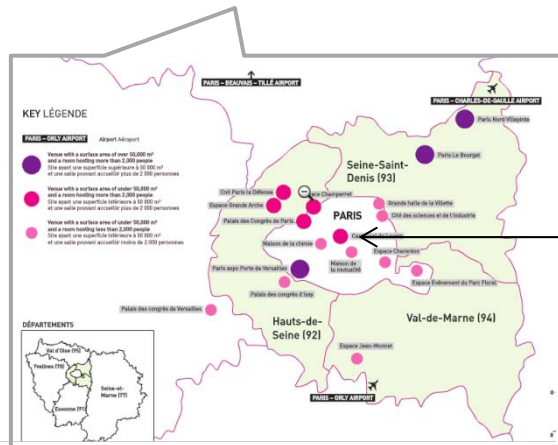 PARIS – BEAUVAIS – TILLÉ AIRPORT
KEY LÉGENDE
PARIS – ORLY AIRPORT Airport Aéroport
Venue with a surface area of over 50,000 m²
and a room hosting more than 2,000 people
Site ayant une superficie supérieure à 50 000 m²
et une salle pouvant accueillir plus de 2 000 personnes
Venue with a surface area of under 50,000 m²
and a room hosting more than 2,000 people
Site ayant une superficie inférieure à 50 000 m²
et une salle pouvant accueillir plus de 2 000 personnes
Venue with a surface area of under 50,000 m²
and a room hosting less than 2,000 people
Site ayant une superficie inférieure à 50 000 m²
et une salle pouvant accueillir moins de 2 000 personnes
PARIS – CHARLES-DE-GAULLE AIRPORT
Paris Nord Villepinte
Paris Le Bourget
Seine-Saint-
Denis (93)
Cnit Paris la Défense
Champerret
Espace Grande Arche
Palais des Congrès de Paris
PARIS
Grande halle de la Villette
Cité des sciences et de l'industrie
Maison de la chimie
Maison de
la mutualité
Espace Charenton
Paris expo Porte de Versailles
Espace Évènement du Parc Floral
Palais des congrès d'Issy
Palais des congrès de Versailles
Hauts-de-
Seine (92)
Val-de-Marne (94)
Espace Jean-Monnet
PARIS – ORLY AIRPORT
DÉPARTEMENTS
Val d'Oise (95)
Yvelines (78)
Seine-et-
Marne (77)
Essonne (91)